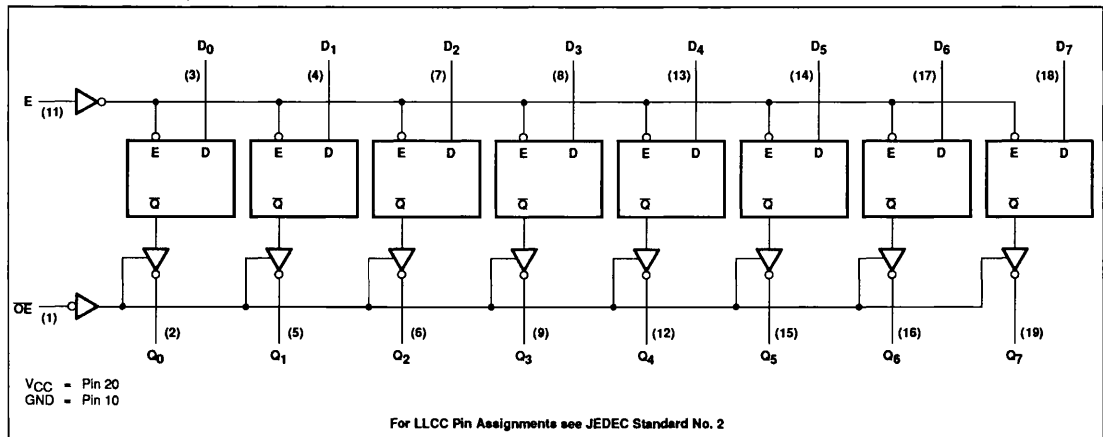 D0 D1 D2 D3 D4 D5 D6 D7
(3) (4) (7) (8) (13) (14) (17) (18)
E
(11)
E D E D E D E D E D E D E D E D
Q̅ Q̅ Q̅ Q̅ Q̅ Q̅ Q̅ Q̅
O̅E̅
(1)
(2) (5) (6) (9) (12) (15) (16) (19)
Q0 Q1 Q2 Q3 Q4 Q5 Q6 Q7
VCC = Pin 20
GND = Pin 10
For LLCC Pin Assignments see JEDEC Standard No. 2